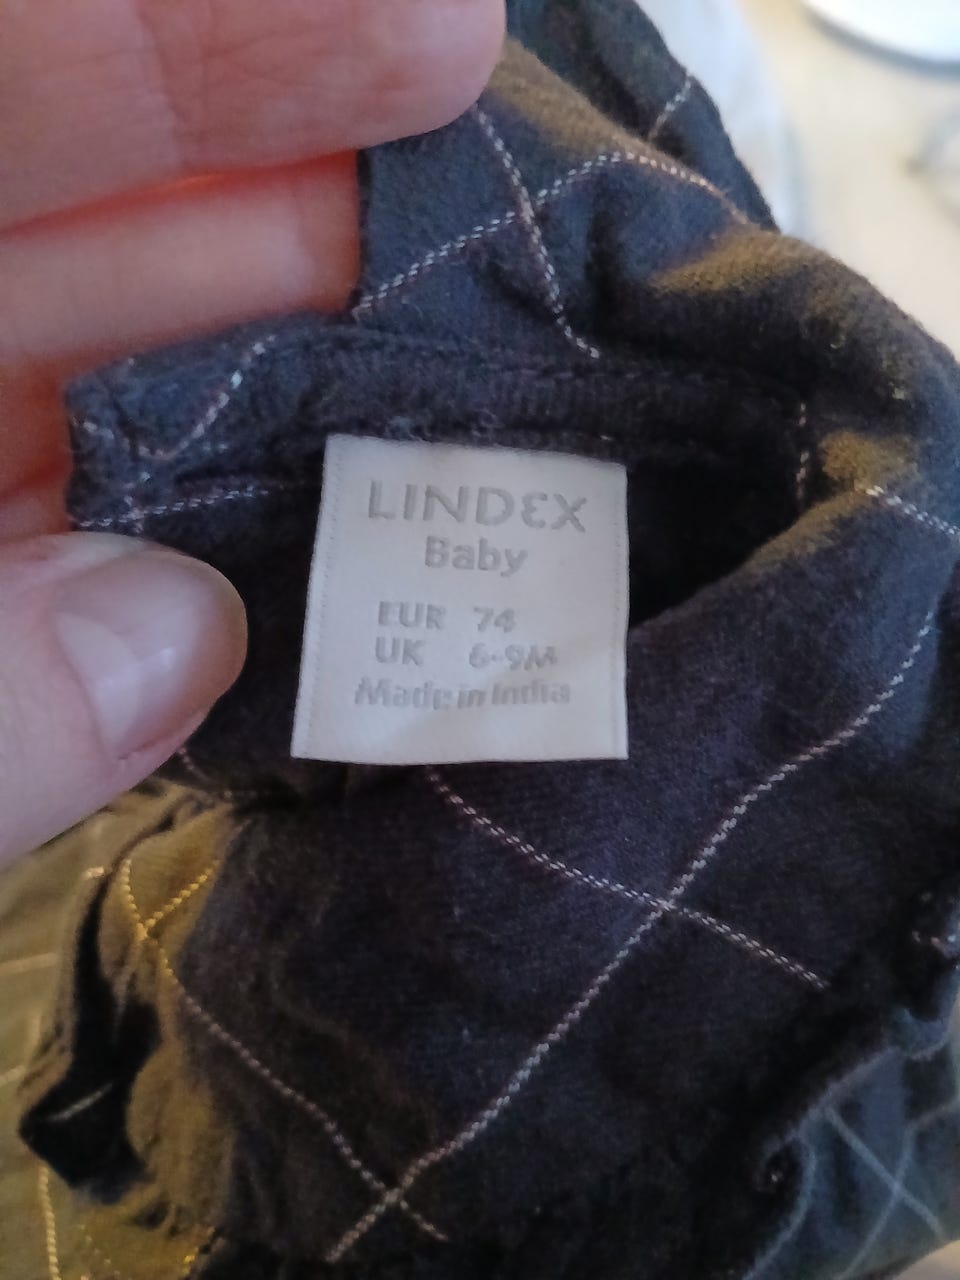 LINDEX
Baby
EUR 74
UK 6-9M
Made in India